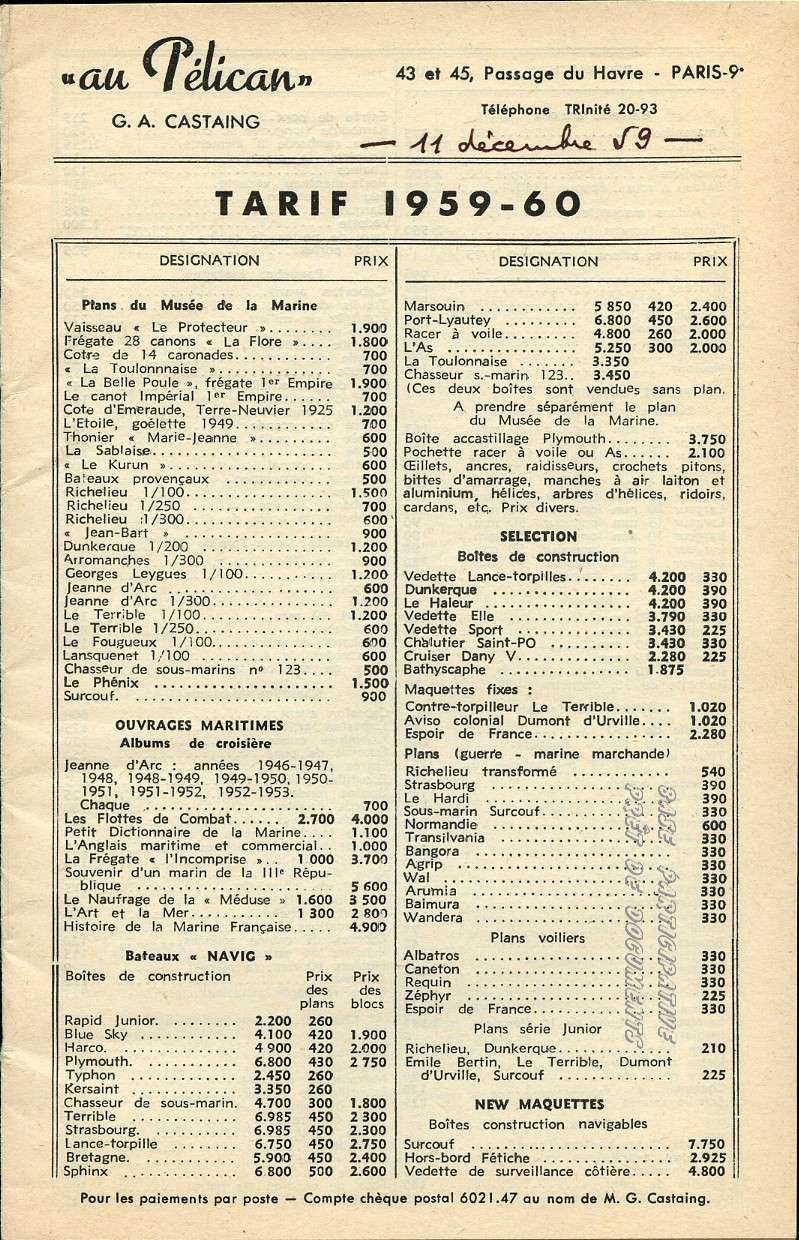 «au Pélican»
G. A. CASTAING
43 et 45, Passage du Havre - PARIS-9e
Téléphone TRInité 20-93
— 11 décembre 59 —
TARIF 1959-60
DESIGNATION PRIX
Plans du Musée de la Marine
Vaisseau « Le Protecteur »........ 1.900
Frégate 28 canons « La Flore ».... 1.800
Cotre de 14 caronades............ 700
« La Toulonnnaise » .............. 700
« La Belle Poule », frégate 1er Empire 1.900
Le canot Impérial 1er Empire...... 700
Cote d'Emeraude, Terre-Neuvier 1925 1.200
L'Etoile, goélette 1949............ 700
Thonier « Marie-Jeanne » ......... 600
La Sablaise....................... 500
« Le Kurun » ..................... 600
Bateaux provençaux .............. 500
Richelieu 1/100................... 1.500
Richelieu 1/250 .................. 700
Richelieu 1/300................... 600
« Jean-Bart » .................... 900
Dunkerque 1/200 ................ 1.200
Arromanches 1/300 .............. 900
Georges Leygues 1/100........... 1.200
Jeanne d'Arc ..................... 600
Jeanne d'Arc 1/300............... 1.200
Le Terrible 1/100................. 1.200
Le Terrible 1/250................. 600
Le Fougueux 1/100............... 600
Lansquenet 1/100 ................ 600
Chasseur de sous-marins no 123.... 500
Le Phênix ....................... 1.500
Surcouf. ......................... 900
OUVRAGES MARITIMES
Albums de croisière
Jeanne d'Arc : années 1946-1947,
1948, 1948-1949, 1949-1950, 1950-
1951, 1951-1952, 1952-1953.
Chaque ....................... 700
Les Flottes de Combat...... 2.700 4.000
Petit Dictionnaire de la Marine.... 1.100
L'Anglais maritime et commercial.. 1.000
La Frégate « l'Incomprise ».. 1 000 3.700
Souvenir d'un marin de la IIIe Répu-
blique ........................ 5 600
Le Naufrage de la « Méduse » 1.600 3 500
L'Art et la Mer........... 1 300 2 800
Histoire de la Marine Française..... 4.900
Bateaux « NAVIG »
Boîtes de construction Prix Prix
des des
plans blocs
Rapid Junior. ........ 2.200 260
Blue Sky ............ 4.100 420 1.900
Harco. ............. 4 900 420 2.000
Plymouth. ........... 6.800 430 2 750
Typhon ............. 2.450 260
Kersaint ............ 3.350 260
Chasseur de sous-marin. 4.700 300 1.800
Terrible ............ 6.985 450 2 300
Strasbourg. .......... 6.985 450 2.300
Lance-torpille ........ 6.750 450 2.750
Bretagne. ............ 5.900 450 2.400
Sphinx ............. 6 800 500 2.600
DESIGNATION PRIX
Marsouin ............ 5 850 420 2.400
Port-Lyautey ......... 6.800 450 2.600
Racer à voile......... 4.800 260 2.000
L'As ................ 5.250 300 2.000
La Toulonnaise ....... 3.350
Chasseur s.-marin 123.. 3.450
(Ces deux boîtes sont vendues sans plan.
A prendre séparément le plan
du Musée de la Marine.
Boîte accastillage Plymouth........ 3.750
Pochette racer à voile ou As...... 2.100
Œillets, ancres, raidisseurs, crochets pitons,
bittes d'amarrage, manches à air laiton et
aluminium, hélices, arbres d'hélices, ridoirs,
cardans, etc. Prix divers.
SELECTION
Boîtes de construction
Vedette Lance-torpilles........ 4.200 330
Dunkerque ................. 4.200 390
Le Haleur ................. 4.200 390
Vedette Elle ............... 3.790 330
Vedette Sport .............. 3.430 225
Chalutier Saint-PO ......... 3.430 330
Cruiser Dany V............. 2.280 225
Bathyscaphe ............... 1.875
Maquettes fixes :
Contre-torpilleur Le Terrible....... 1.020
Aviso colonial Dumont d'Urville.... 1.020
Espoir de France................. 2.280
Plans (guerre - marine marchande)
Richelieu transformé ............ 540
Strasbourg ...................... 390
Le Hardi ....................... 390
Sous-marin Surcouf............... 330
Normandie ...................... 600
Transilvania ..................... 330
Bangora ........................ 330
Agrip .......................... 330
Wal ........................... 330
Arumia ........................ 330
Baimura ........................ 330
Wandera ....................... 330
Plans voiliers
Albatros ........................ 330
Caneton ........................ 330
Requin ......................... 330
Zéphyr ......................... 225
Espoir de France................. 330
Plans série Junior
Richelieu, Dunkerque.............. 210
Emile Bertin, Le Terrible, Dumont
d'Urville, Surcouf .............. 225
NEW MAQUETTES
Boîtes construction navigables
Surcouf ......................... 7.750
Hors-bord Fétiche ................ 2.925
Vedette de surveillance côtière..... 4.800
Pour les paiements par poste — Compte chèque postal 6021.47 au nom de M. G. Castaing.
BASE PARTICIPATIVE
PRÊT DE DOCUMENTS